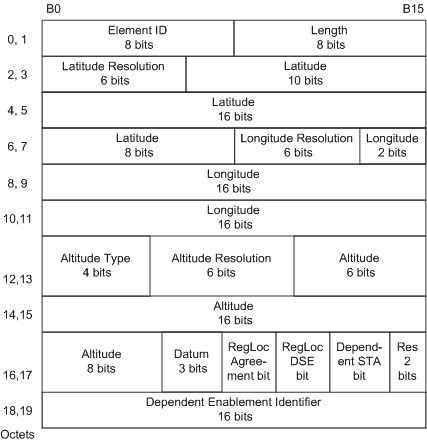 B0 B15
0, 1 Element ID Length
8 bits 8 bits
2, 3 Latitude Resolution Latitude
6 bits 10 bits
4, 5 Latitude
16 bits
6, 7 Latitude Longitude Resolution Longitude
8 bits 6 bits 2 bits
8, 9 Longitude
16 bits
10,11 Longitude
16 bits
Altitude Type Altitude Resolution Altitude
4 bits 6 bits 6 bits
12,13
14,15 Altitude
16 bits
Altitude Datum RegLoc RegLoc Depend- Res
8 bits 3 bits Agree- DSE ent STA 2
ment bit bit bit bits
16,17
18,19 Dependent Enablement Identifier
16 bits
Octets